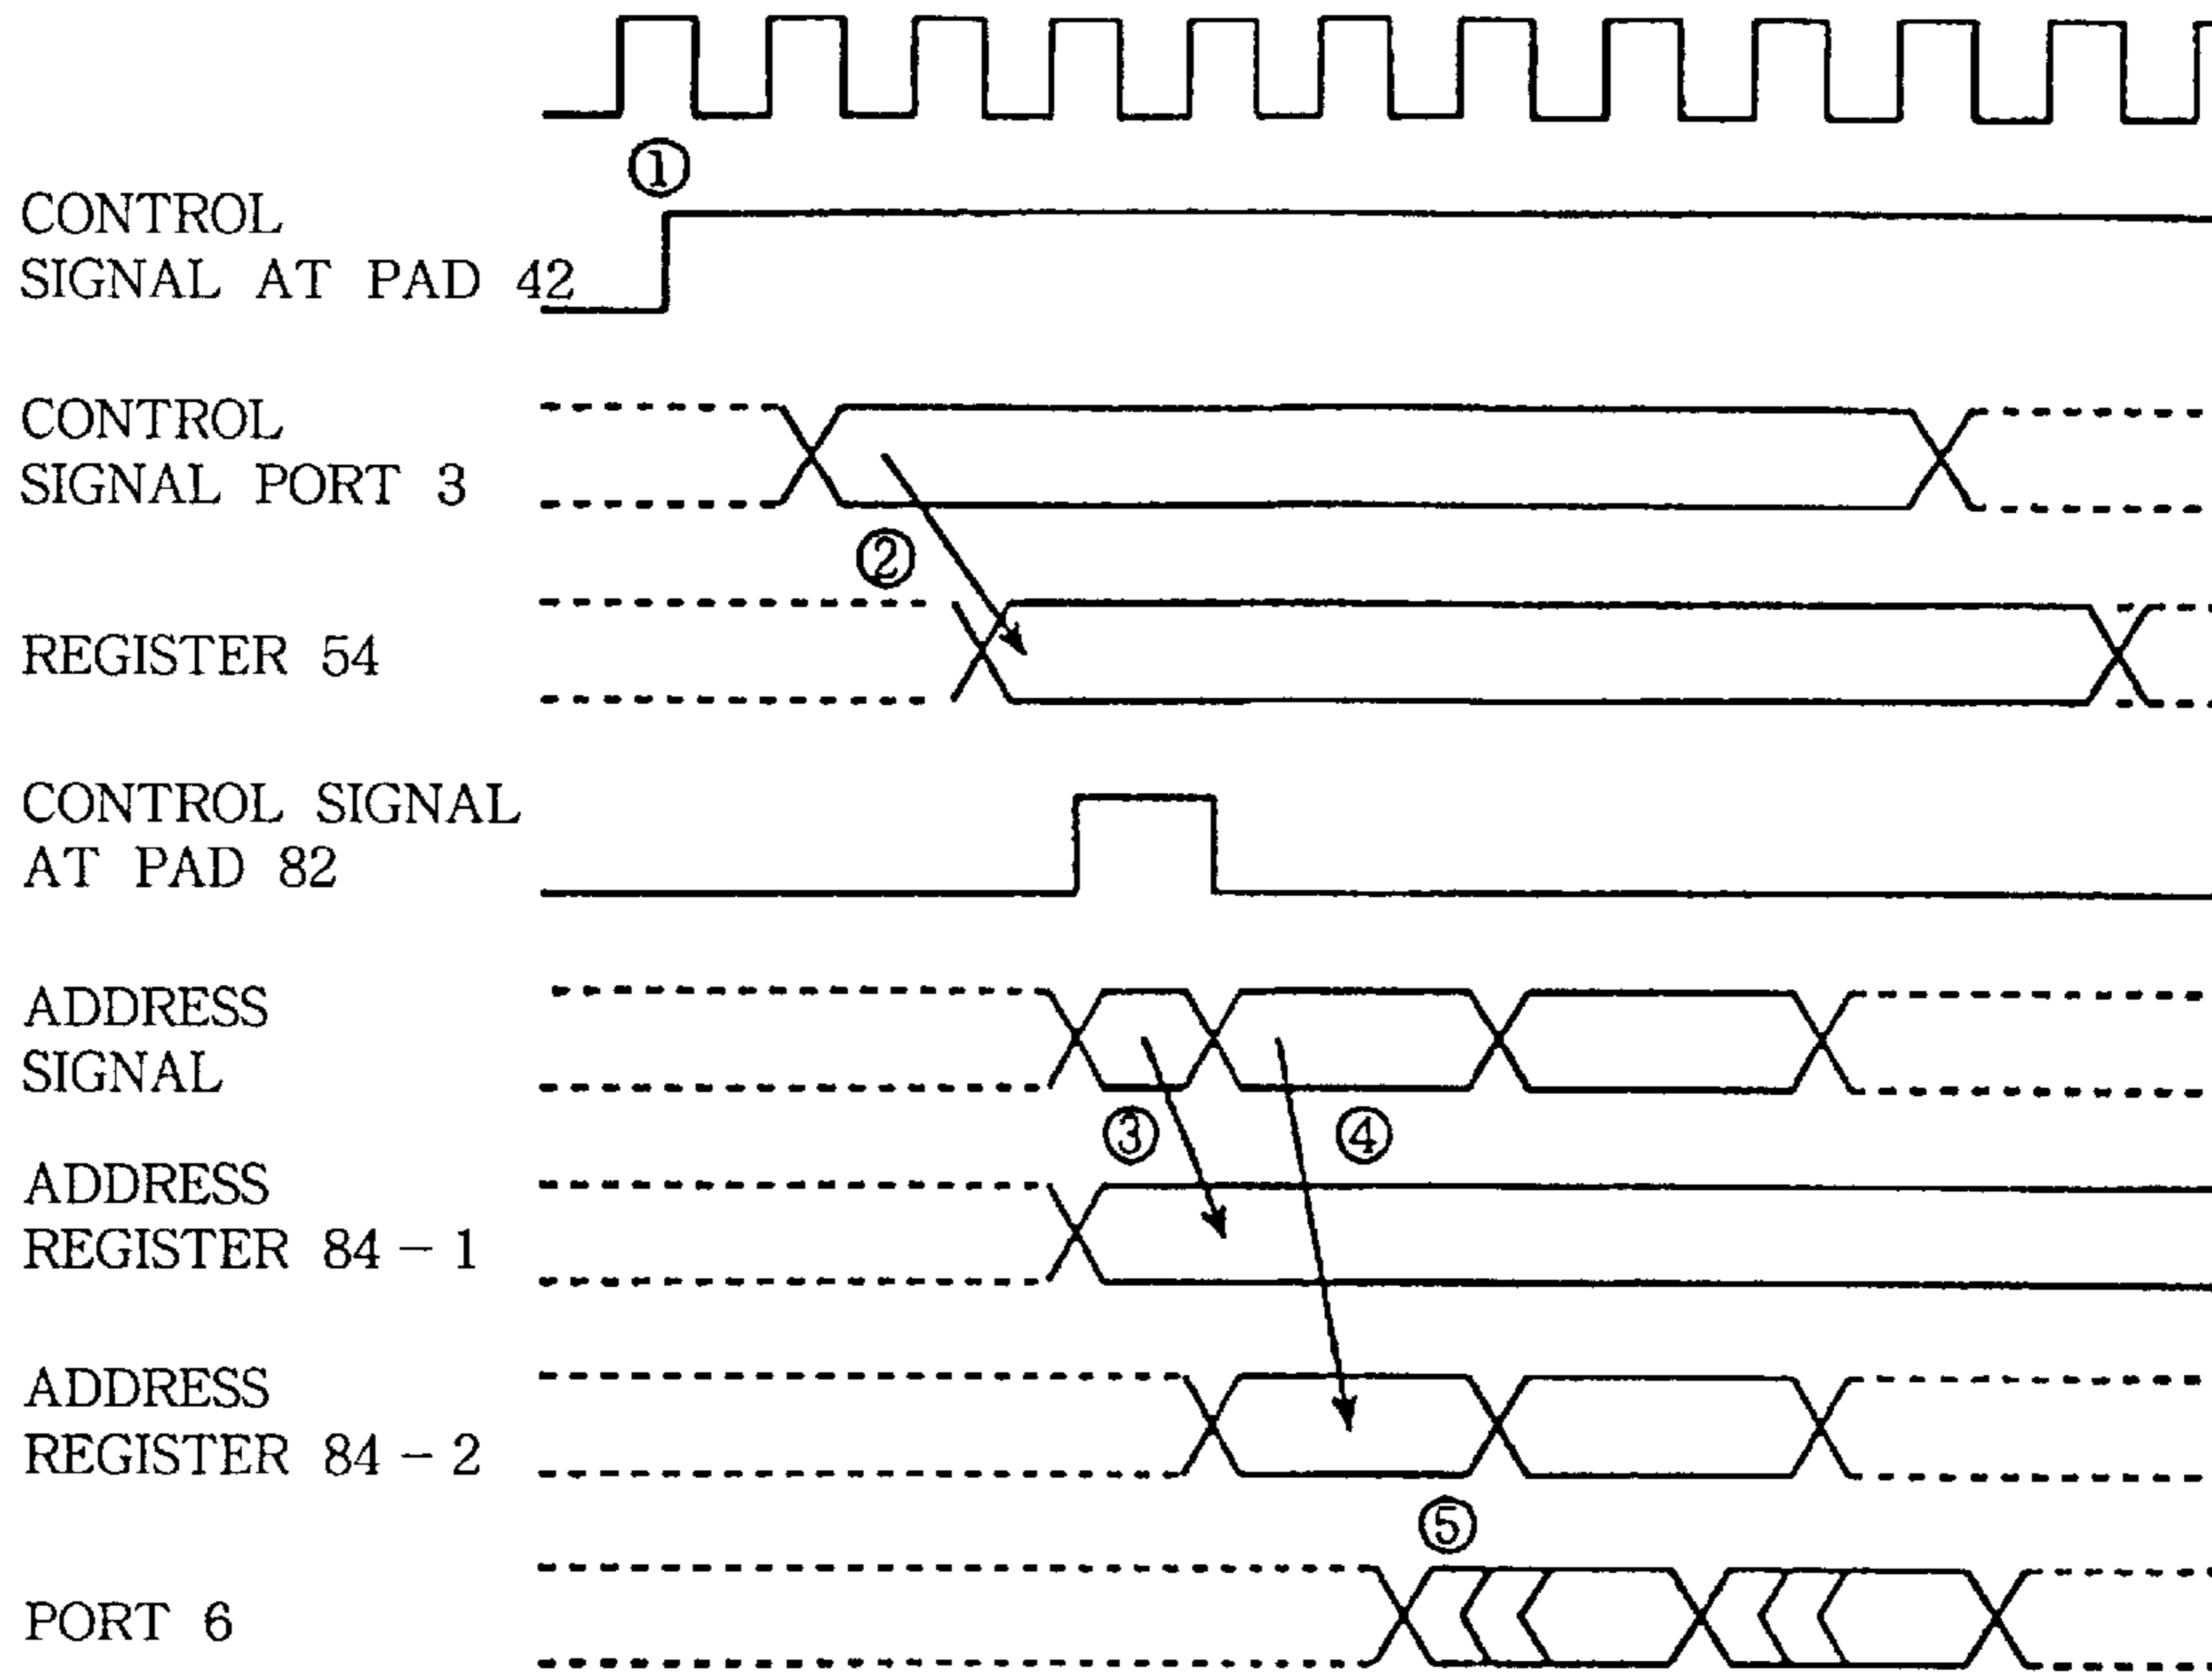 ①
CONTROL
SIGNAL AT PAD 42
CONTROL
SIGNAL PORT 3
②
REGISTER 54
CONTROL SIGNAL
AT PAD 82
ADDRESS
SIGNAL
③ ④
ADDRESS
REGISTER 84-1
ADDRESS
REGISTER 84-2
⑤
PORT 6